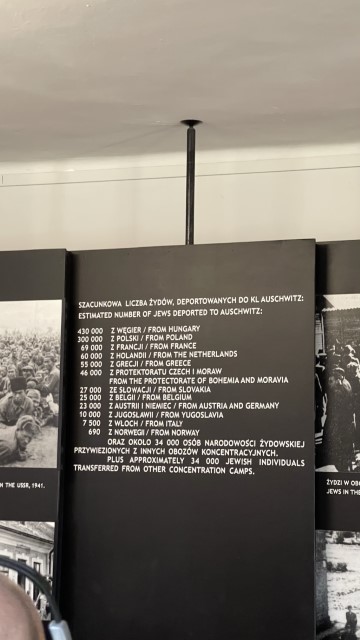 SZACUNKOWA LICZBA ŻYDÓW, DEPORTOWANYCH DO KL AUSCHWITZ:
ESTIMATED NUMBER OF JEWS DEPORTED TO AUSCHWITZ:
430 000 Z WĘGIER / FROM HUNGARY
300 000 Z POLSKI / FROM POLAND
69 000 Z FRANCJI / FROM FRANCE
60 000 Z HOLANDII / FROM THE NETHERLANDS
55 000 Z GRECJI / FROM GREECE
46 000 Z PROTEKTORATU CZECH I MORAW
FROM THE PROTECTORATE OF BOHEMIA AND MORAVIA
27 000 ZE SŁOWACJI / FROM SLOVAKIA
25 000 Z BELGII / FROM BELGIUM
23 000 Z AUSTRII I NIEMIEC / FROM AUSTRIA AND GERMANY
10 000 Z JUGOSŁAWII / FROM YUGOSLAVIA
7 500 Z WŁOCH / FROM ITALY
690 Z NORWEGII / FROM NORWAY
ORAZ OKOŁO 34 000 OSÓB NARODOWOŚCI ŻYDOWSKIEJ
PRZYWIEZIONYCH Z INNYCH OBOZÓW KONCENTRACYJNYCH.
PLUS APPROXIMATELY 34 000 JEWISH INDIVIDUALS
TRANSFERRED FROM OTHER CONCENTRATION CAMPS.
N THE USSR, 1941.
ŻYDZI W OB
JEWS IN THE